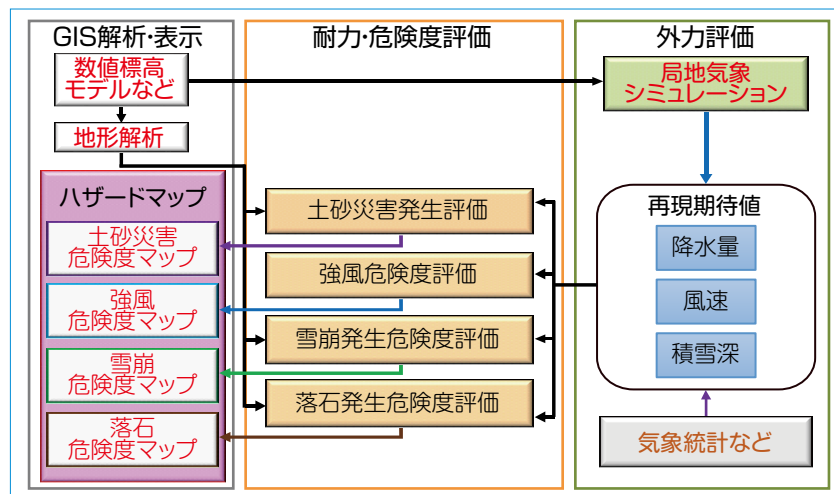 GIS解析・表示
数値標高
モデルなど
地形解析
ハザードマップ
土砂災害
危険度マップ
強風
危険度マップ
雪崩
危険度マップ
落石
危険度マップ
耐力・危険度評価
土砂災害発生評価
強風危険度評価
雪崩発生危険度評価
落石発生危険度評価
外力評価
局地気象
シミュレーション
再現期待値
降水量
風速
積雪深
気象統計など